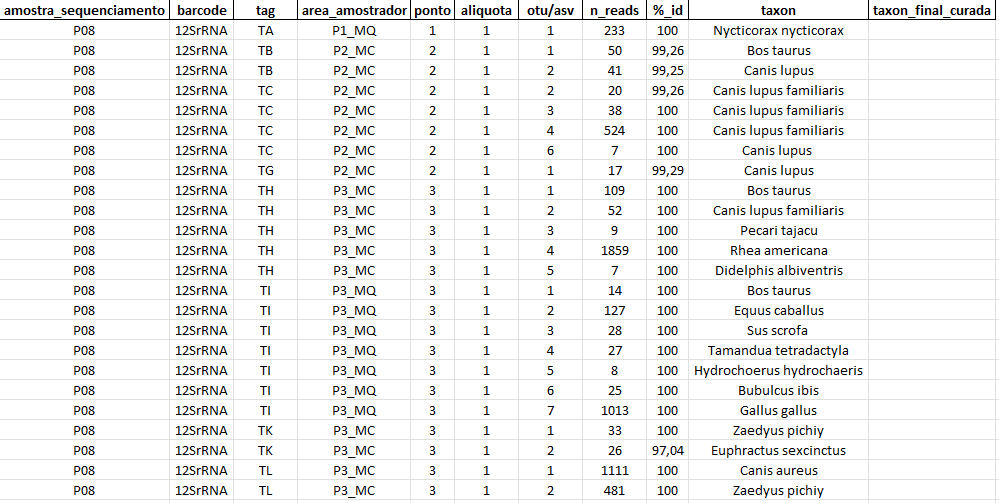 amostra_sequenciamento barcode tag area_amostrador ponto aliquota otu/asv n_reads %_id taxon taxon_final_curada
P08 12SrRNA TA P1_MQ 1 1 1 233 100 Nycticorax nycticorax
P08 12SrRNA TB P2_MC 2 1 1 50 99,26 Bos taurus
P08 12SrRNA TB P2_MC 2 1 2 41 99,25 Canis lupus
P08 12SrRNA TC P2_MC 2 1 2 20 99,26 Canis lupus familiaris
P08 12SrRNA TC P2_MC 2 1 3 38 100 Canis lupus familiaris
P08 12SrRNA TC P2_MC 2 1 4 524 100 Canis lupus familiaris
P08 12SrRNA TC P2_MC 2 1 6 7 100 Canis lupus
P08 12SrRNA TG P2_MC 2 1 1 17 99,29 Canis lupus
P08 12SrRNA TH P3_MC 3 1 1 109 100 Bos taurus
P08 12SrRNA TH P3_MC 3 1 2 52 100 Canis lupus familiaris
P08 12SrRNA TH P3_MC 3 1 3 9 100 Pecari tajacu
P08 12SrRNA TH P3_MC 3 1 4 1859 100 Rhea americana
P08 12SrRNA TH P3_MC 3 1 5 7 100 Didelphis albiventris
P08 12SrRNA TI P3_MQ 3 1 1 14 100 Bos taurus
P08 12SrRNA TI P3_MQ 3 1 2 127 100 Equus caballus
P08 12SrRNA TI P3_MQ 3 1 3 28 100 Sus scrofa
P08 12SrRNA TI P3_MQ 3 1 4 27 100 Tamandua tetradactyla
P08 12SrRNA TI P3_MQ 3 1 5 8 100 Hydrochoerus hydrochaeris
P08 12SrRNA TI P3_MQ 3 1 6 25 100 Bubulcus ibis
P08 12SrRNA TI P3_MQ 3 1 7 1013 100 Gallus gallus
P08 12SrRNA TK P3_MC 3 1 1 33 100 Zaedyus pichiy
P08 12SrRNA TK P3_MC 3 1 2 26 97,04 Euphractus sexcinctus
P08 12SrRNA TL P3_MC 3 1 1 1111 100 Canis aureus
P08 12SrRNA TL P3_MC 3 1 2 481 100 Zaedyus pichiy